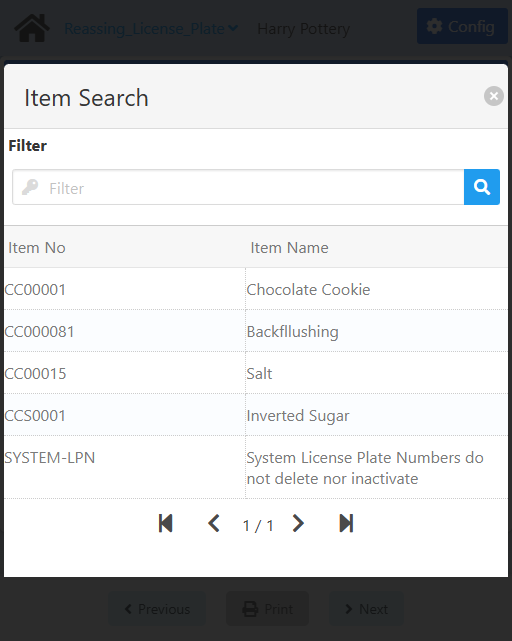 Reassing_License_Plate Harry Pottery Config
Item Search
Filter
Filter
Item No Item Name
CC00001 Chocolate Cookie
CC000081 Backfllushing
CC00015 Salt
CCS0001 Inverted Sugar
SYSTEM-LPN System License Plate Numbers do
not delete nor inactivate
1 / 1
Previous Print Next